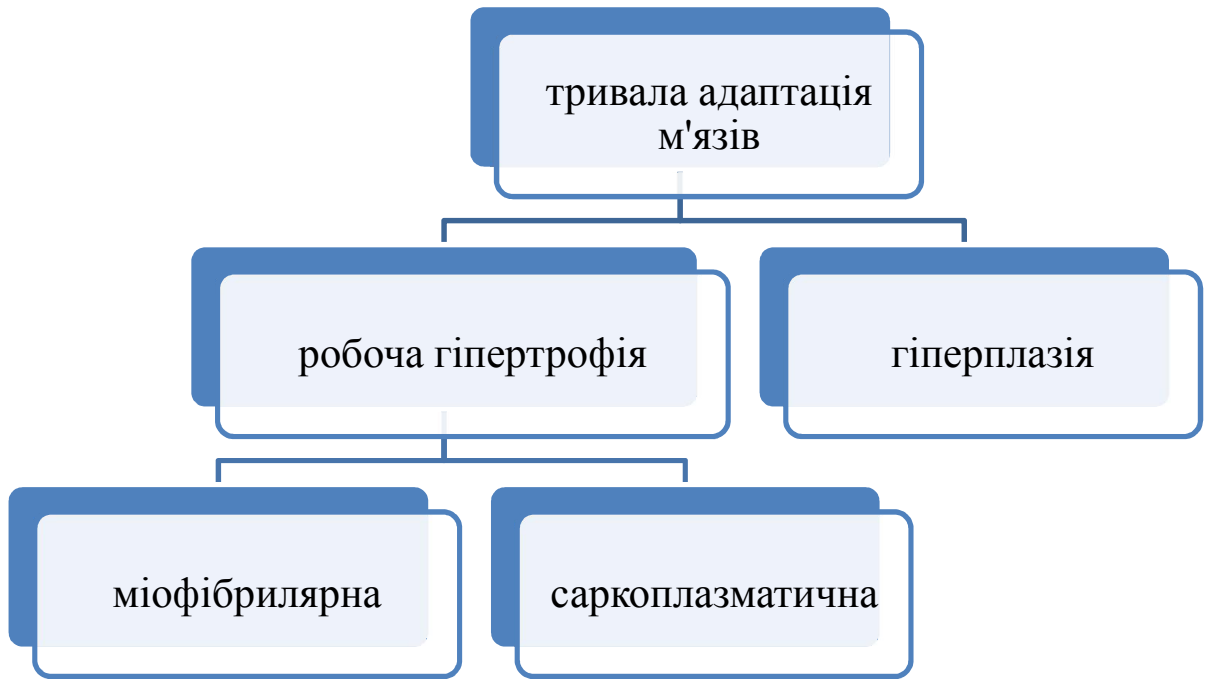 тривала адаптація
м'язів
робоча гіпертрофія
гіперплазія
міофібрилярна
саркоплазматична